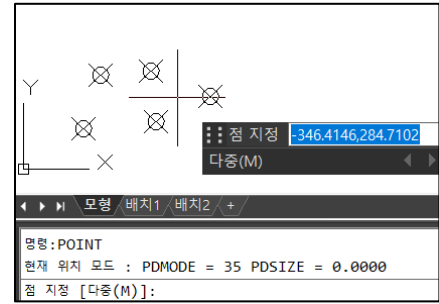 Y
X
점 지정 -346.4146,284.7102
다중(M)
모형 배치1 배치2 +
명령:POINT
현재 위치 모드 : PDMODE = 35 PDSIZE = 0.0000
점 지정 [다중(M)]: